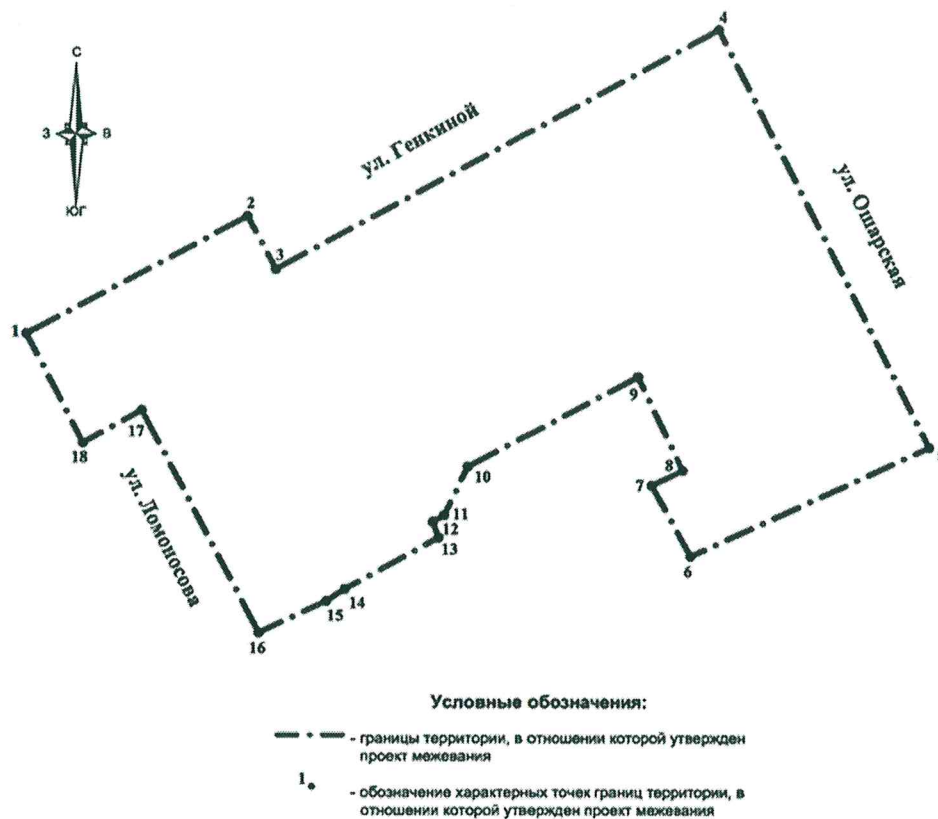 С
З
В
ЮГ
ул. Генкиной
4
2
3
1
ул. Ошарская
9
17
18
ул. Ломоносова
10
8
7
11
12
13
6
14
15
16
Условные обозначения:
- границы территории, в отношении которой утвержден
проект межевания
1
- обозначение характерных точек границ территории, в
отношении которой утвержден проект межевания